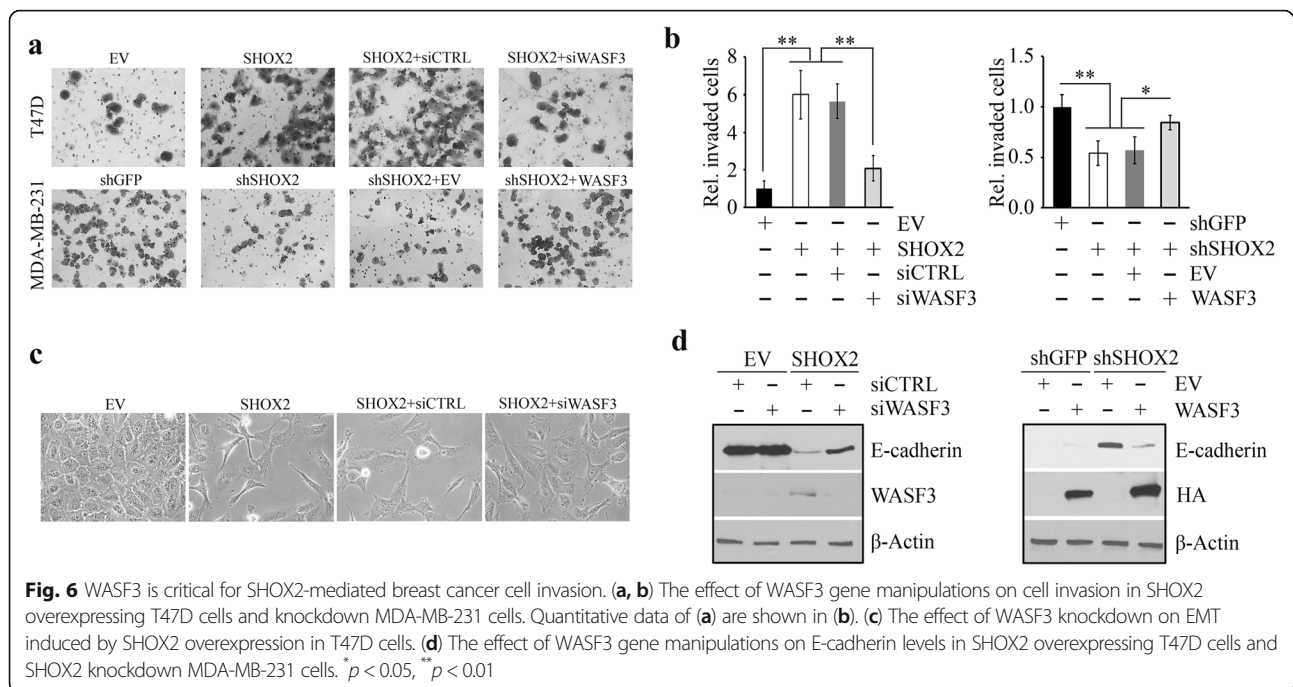 a
EV SHOX2 SHOX2+siCTRL SHOX2+siWASF3
T47D
shGFP shSHOX2 shSHOX2+EV shSHOX2+WASF3
MDA-MB-231
b
Rel. invaded cells
8
6
4
2
0
** **
+ − − − EV
− + + + SHOX2
− − + − siCTRL
− − − + siWASF3
Rel. invaded cells
1.5
1.0
0.5
0.0
** *
+ − − − shGFP
− + + + shSHOX2
− − + − EV
− − − + WASF3
c
EV SHOX2 SHOX2+siCTRL SHOX2+siWASF3
d
EV SHOX2
+ − + − siCTRL
− + − + siWASF3
E-cadherin
WASF3
β-Actin
shGFP shSHOX2
+ − + − EV
− + − + WASF3
E-cadherin
HA
β-Actin
Fig. 6 WASF3 is critical for SHOX2-mediated breast cancer cell invasion. (a, b) The effect of WASF3 gene manipulations on cell invasion in SHOX2
overexpressing T47D cells and knockdown MDA-MB-231 cells. Quantitative data of (a) are shown in (b). (c) The effect of WASF3 knockdown on EMT
induced by SHOX2 overexpression in T47D cells. (d) The effect of WASF3 gene manipulations on E-cadherin levels in SHOX2 overexpressing T47D cells and
SHOX2 knockdown MDA-MB-231 cells. *p < 0.05, **p < 0.01